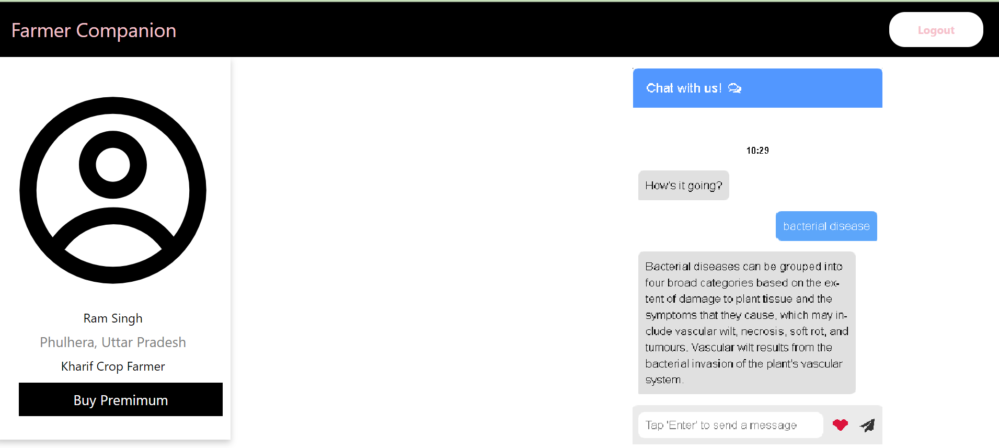 Farmer Companion
Logout
Ram Singh
Phulhera, Uttar Pradesh
Kharif Crop Farmer
Buy Premimum
Chat with us!
10:29
How's it going?
bacterial disease
Bacterial diseases can be grouped into
four broad categories based on the ex-
tent of damage to plant tissue and the
symptoms that they cause, which may in-
clude vascular wilt, necrosis, soft rot, and
tumours. Vascular wilt results from the
bacterial invasion of the plant's vascular
system.
Tap 'Enter' to send a message